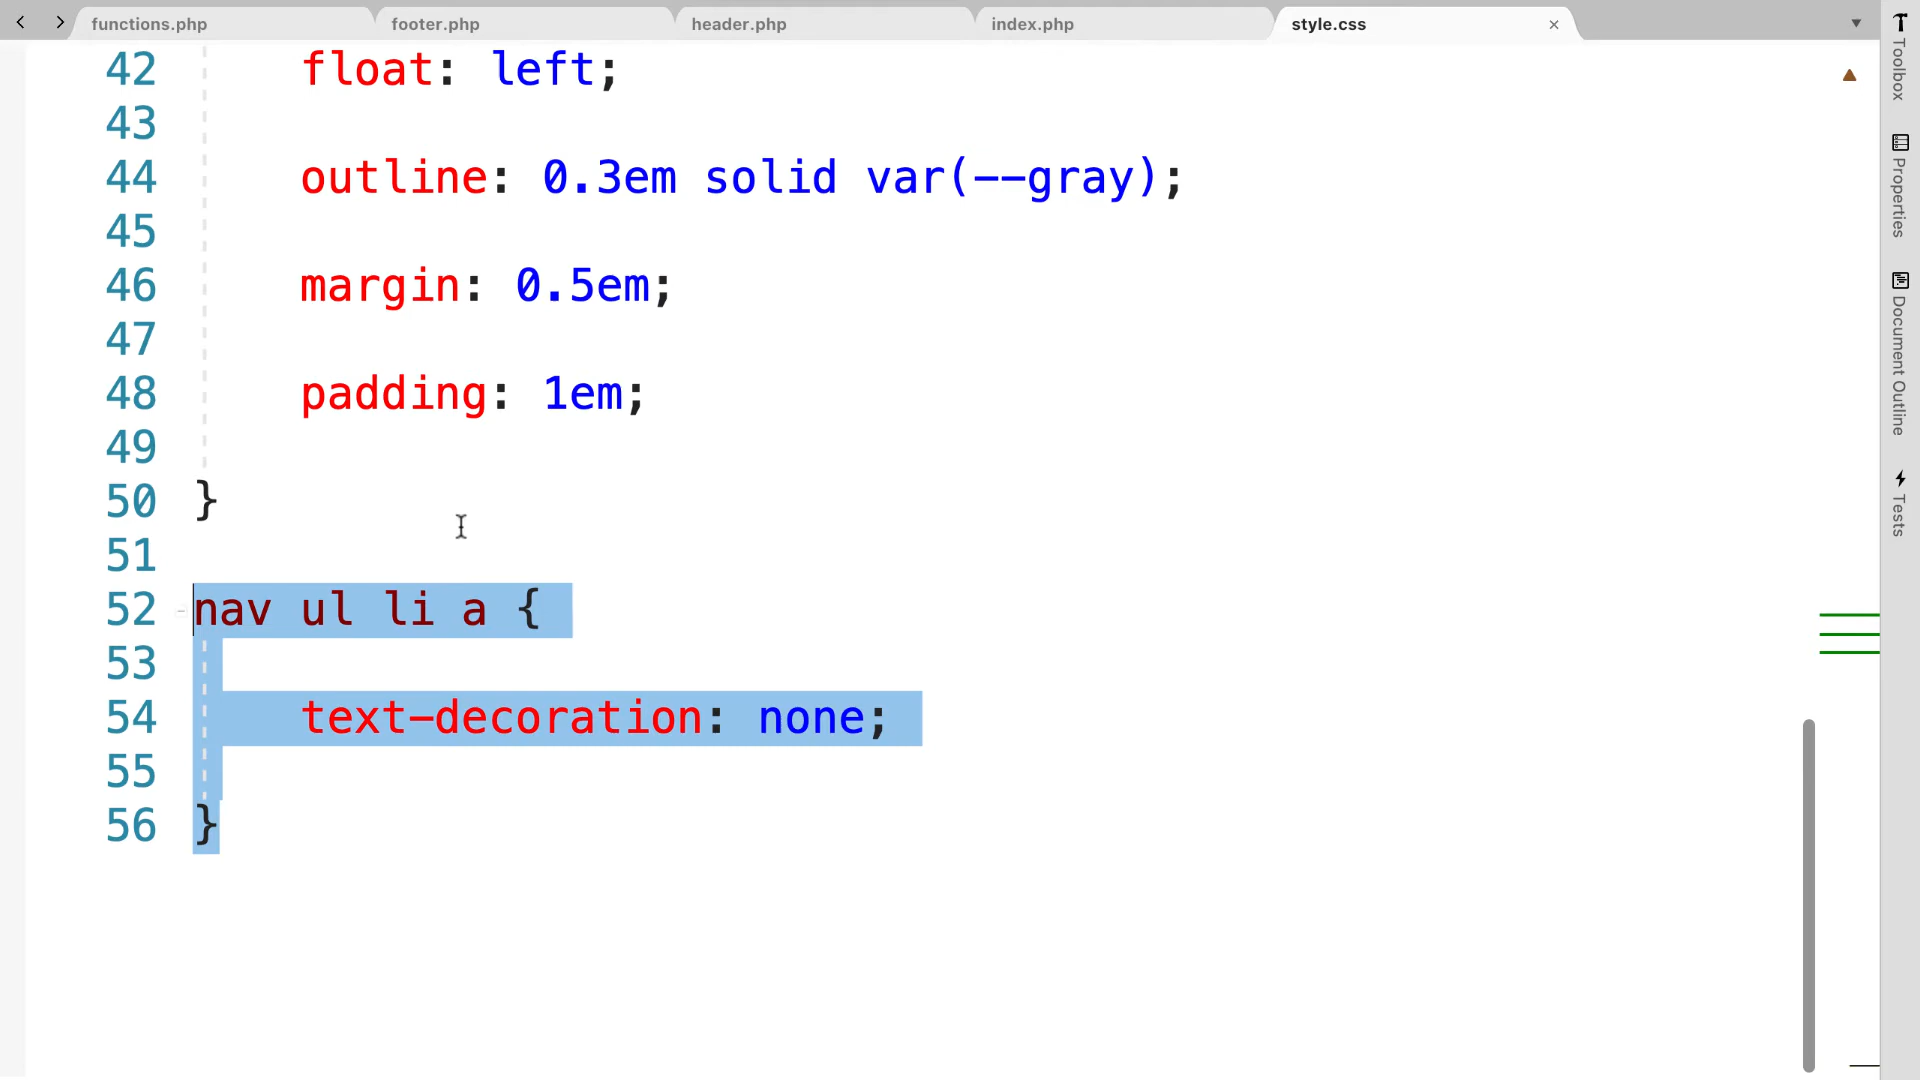 functions.php footer.php header.php index.php style.css
42 float: left;
43
44 outline: 0.3em solid var(--gray);
45
46 margin: 0.5em;
47
48 padding: 1em;
49
50 }
51
52 nav ul li a {
53
54 text-decoration: none;
55
56 }
Toolbox
Properties
Document Outline
Tests